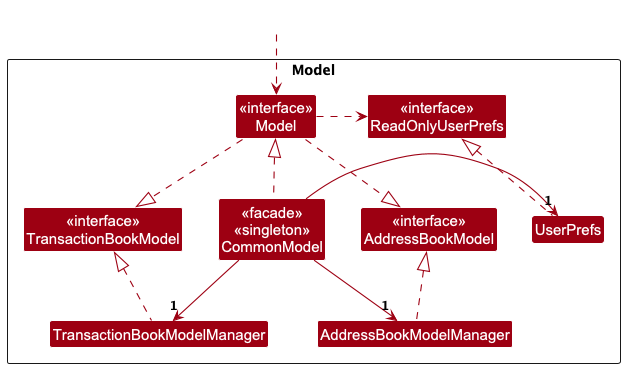 Model
«interface»
Model
«interface»
ReadOnlyUserPrefs
«interface»
TransactionBookModel
«facade»
«singleton»
CommonModel
«interface»
AddressBookModel
1
UserPrefs
1
1
TransactionBookModelManager
AddressBookModelManager